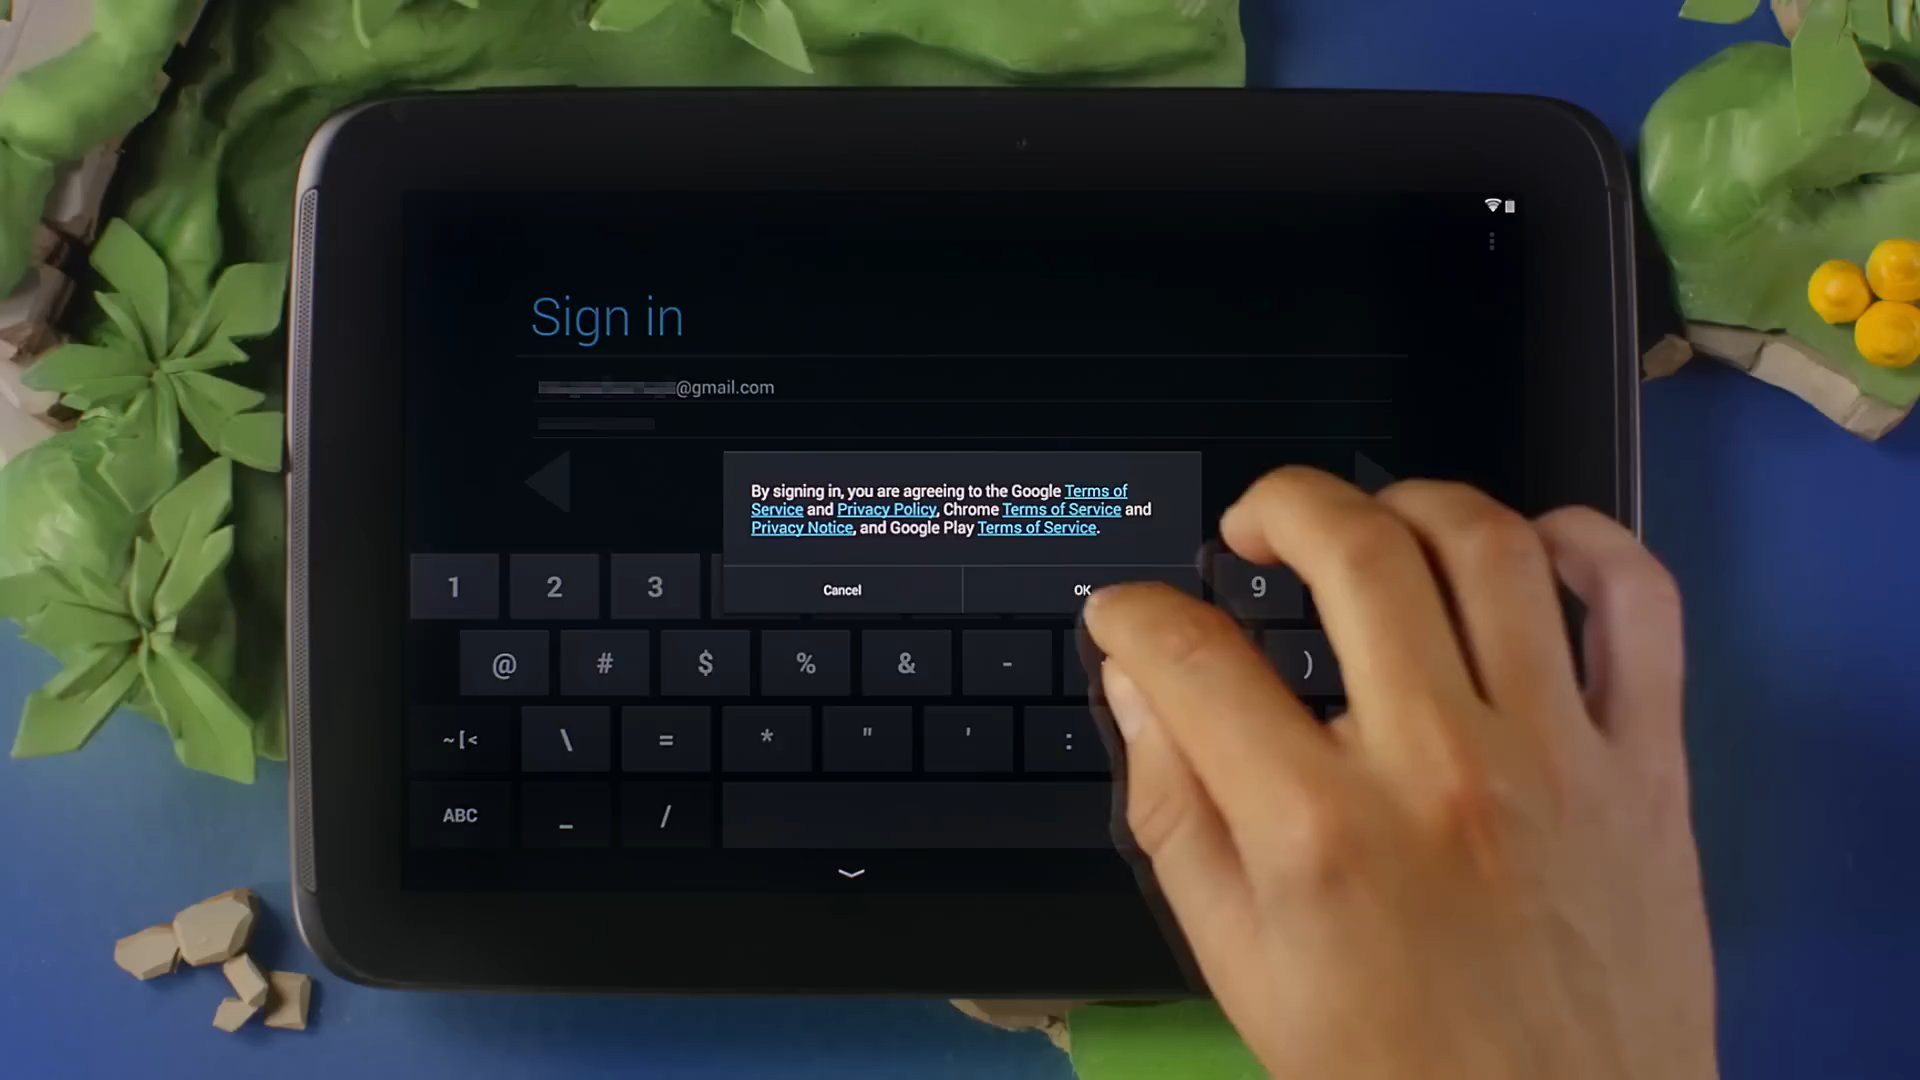 Sign in
@gmail.com
By signing in, you are agreeing to the Google Terms of
Service and Privacy Policy, Chrome Terms of Service and
Privacy Notice, and Google Play Terms of Service.
Cancel
OK
1 2 3 9
@ # $ % & - )
~[< \ = * " ' :
ABC _ /